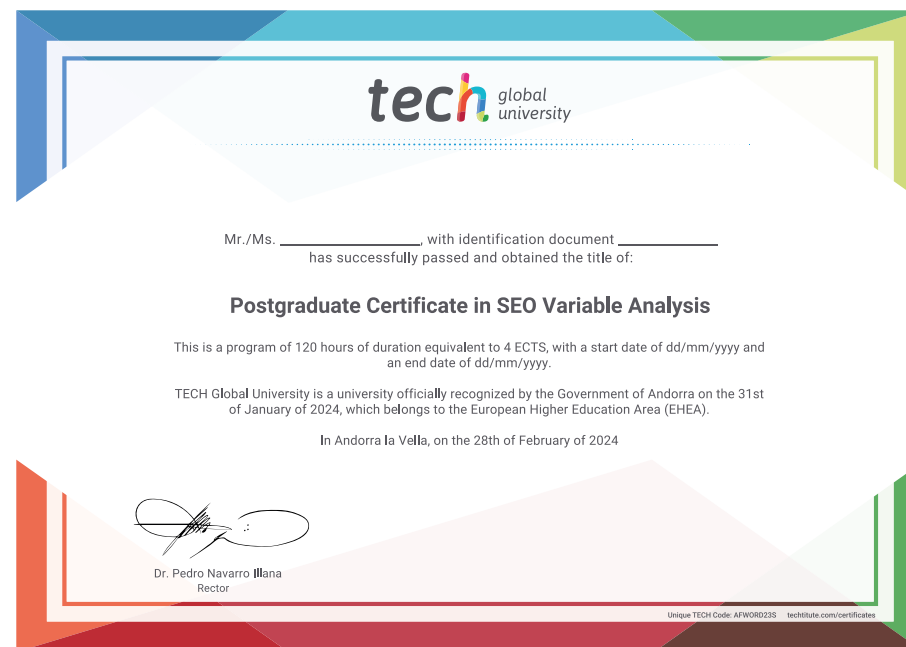 tech global university
Mr./Ms. ____________________, with identification document ______________
has successfully passed and obtained the title of:
Postgraduate Certificate in SEO Variable Analysis
This is a program of 120 hours of duration equivalent to 4 ECTS, with a start date of dd/mm/yyyy and
an end date of dd/mm/yyyy.
TECH Global University is a university officially recognized by the Government of Andorra on the 31st
of January of 2024, which belongs to the European Higher Education Area (EHEA).
In Andorra la Vella, on the 28th of February of 2024
Dr. Pedro Navarro Illana
Rector
Unique TECH Code: AFWORD23S techtitute.com/certificates